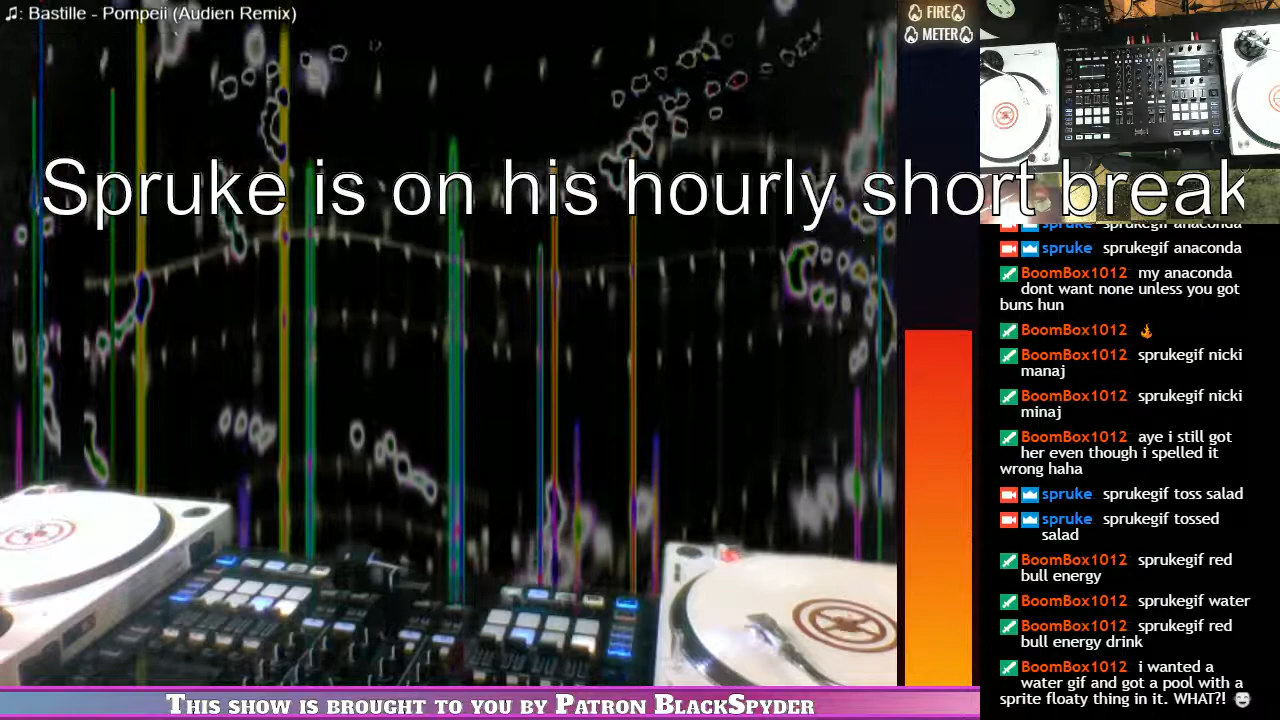 ♫: Bastille - Pompeii (Audien Remix)
FIRE
METER
Spruke is on his hourly short break
spruke sprukegif anaconda
spruke sprukegif anaconda
BoomBox1012 my anaconda
dont want none unless you got
buns hun
BoomBox1012
BoomBox1012 sprukegif nicki
manaj
BoomBox1012 sprukegif nicki
minaj
BoomBox1012 aye i still got
her even though i spelled it
wrong haha
spruke sprukegif toss salad
spruke sprukegif tossed
salad
BoomBox1012 sprukegif red
bull energy
BoomBox1012 sprukegif water
BoomBox1012 sprukegif red
bull energy drink
BoomBox1012 i wanted a
water gif and got a pool with a
sprite floaty thing in it. WHAT?!
This show is brought to you by Patron BlackSpyder